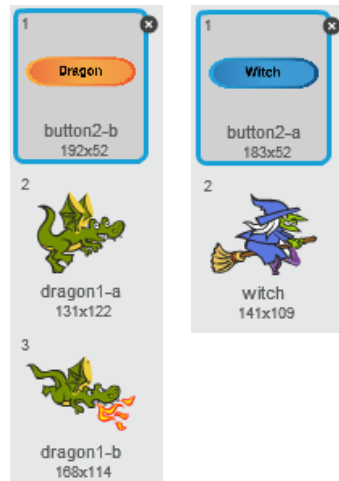 1
Dragon
button2-b
192x52
2
dragon1-a
131x122
3
dragon1-b
168x114
1
Witch
button2-a
183x52
2
witch
141x109